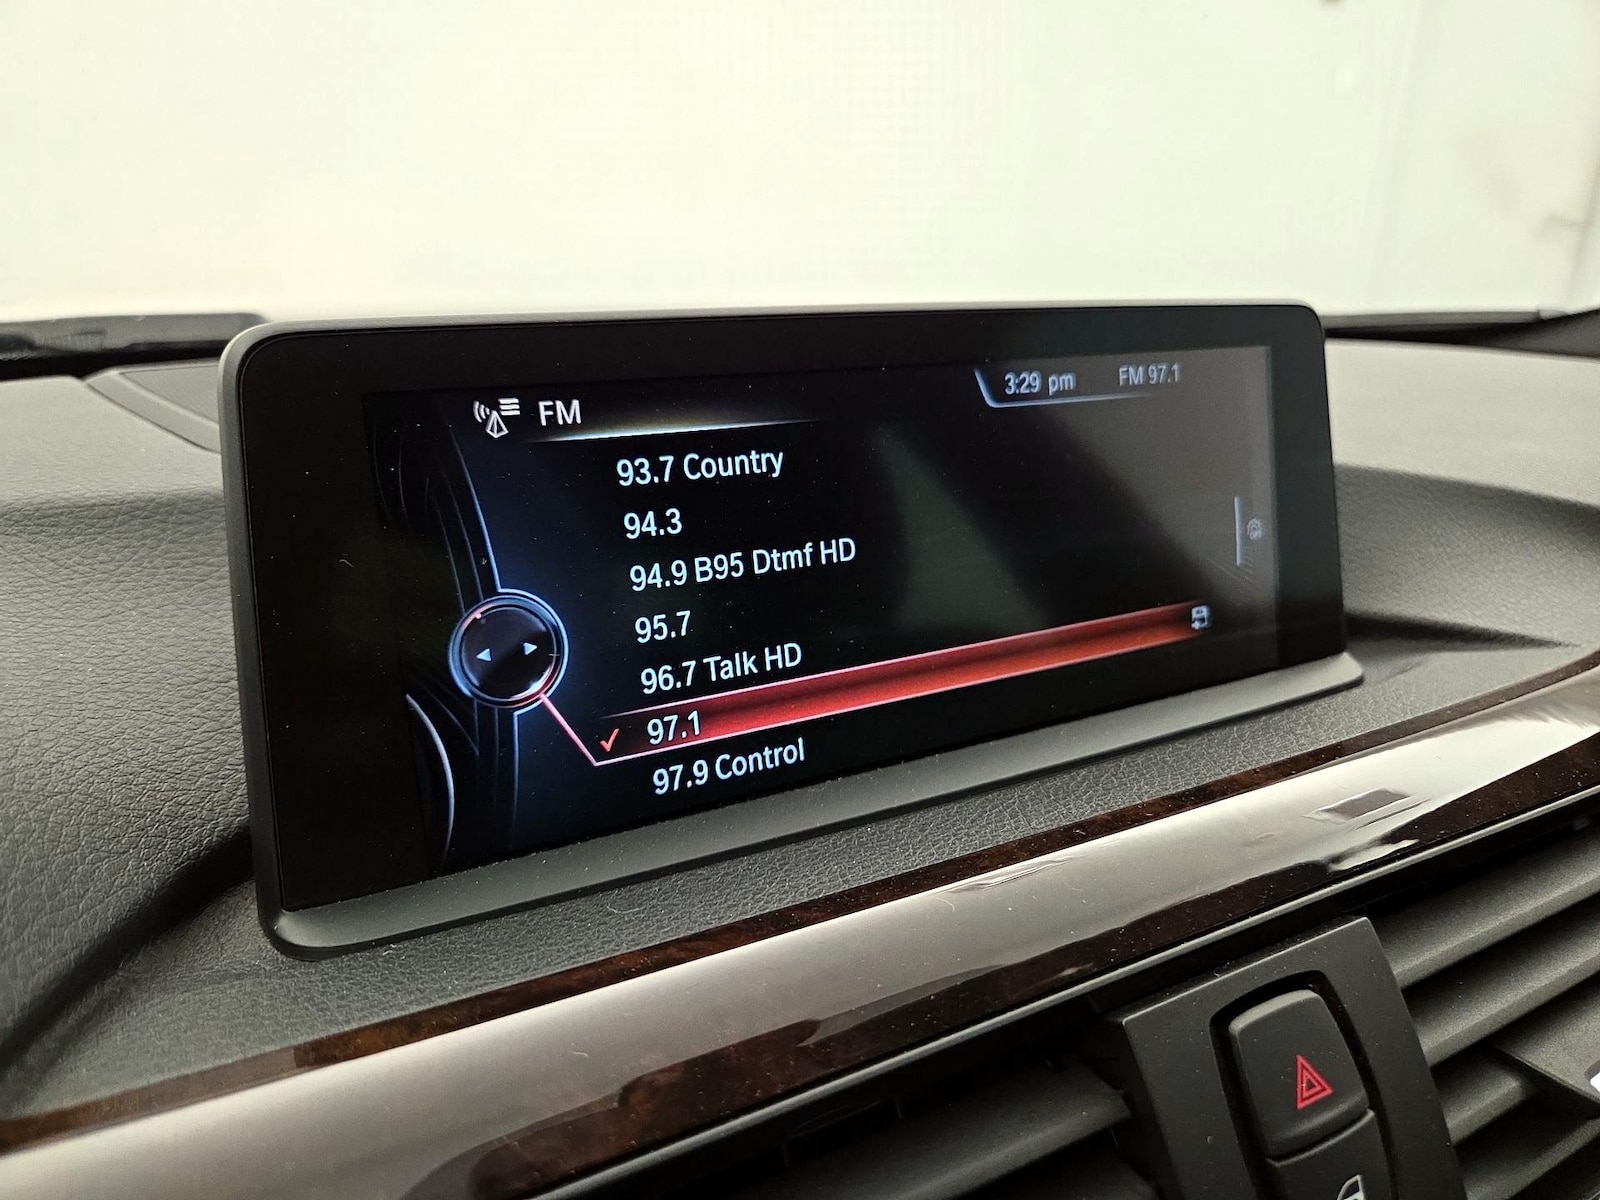 3:29 pm FM 97.1
FM
93.7 Country
94.3
94.9 B95 Dtmf HD
95.7
96.7 Talk HD
97.1
97.9 Control